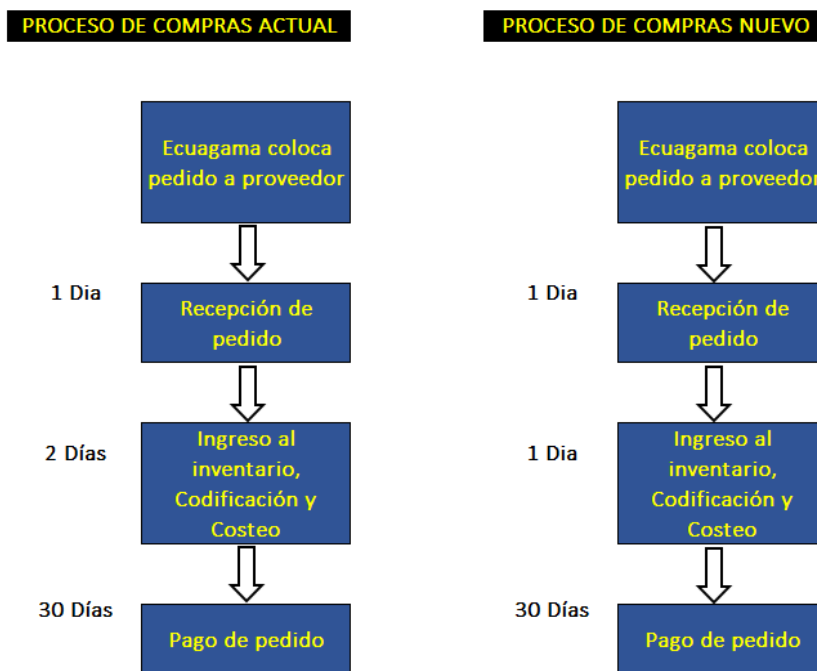 PROCESO DE COMPRAS ACTUAL
Ecuagama coloca
pedido a proveedor
1 Dia
Recepción de
pedido
2 Días
Ingreso al
inventario,
Codificación y
Costeo
30 Días
Pago de pedido
PROCESO DE COMPRAS NUEVO
Ecuagama coloca
pedido a proveedor
1 Dia
Recepción de
pedido
1 Dia
Ingreso al
inventario,
Codificación y
Costeo
30 Días
Pago de pedido